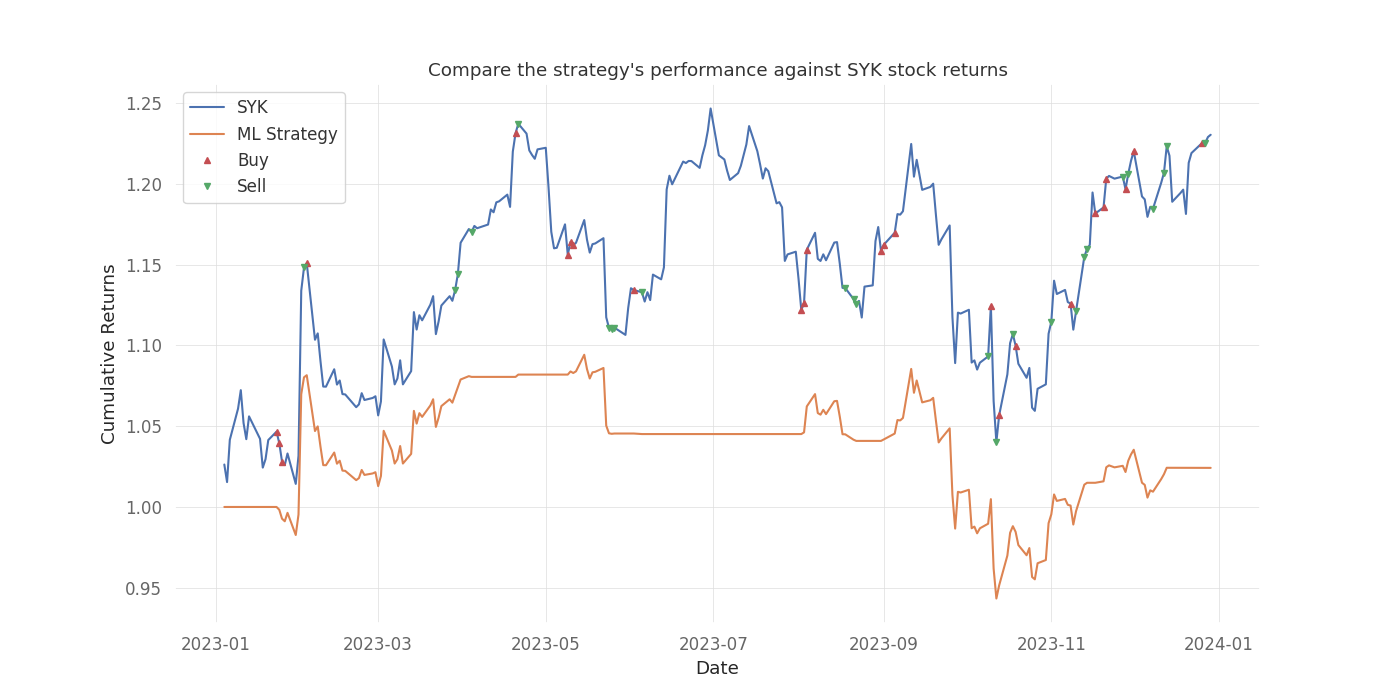 Compare the strategy's performance against SYK stock returns
SYK
ML Strategy
Buy
Sell
Cumulative Returns
1.25
1.20
1.15
1.10
1.05
1.00
0.95
2023-01
2023-03
2023-05
2023-07
2023-09
2023-11
2024-01
Date